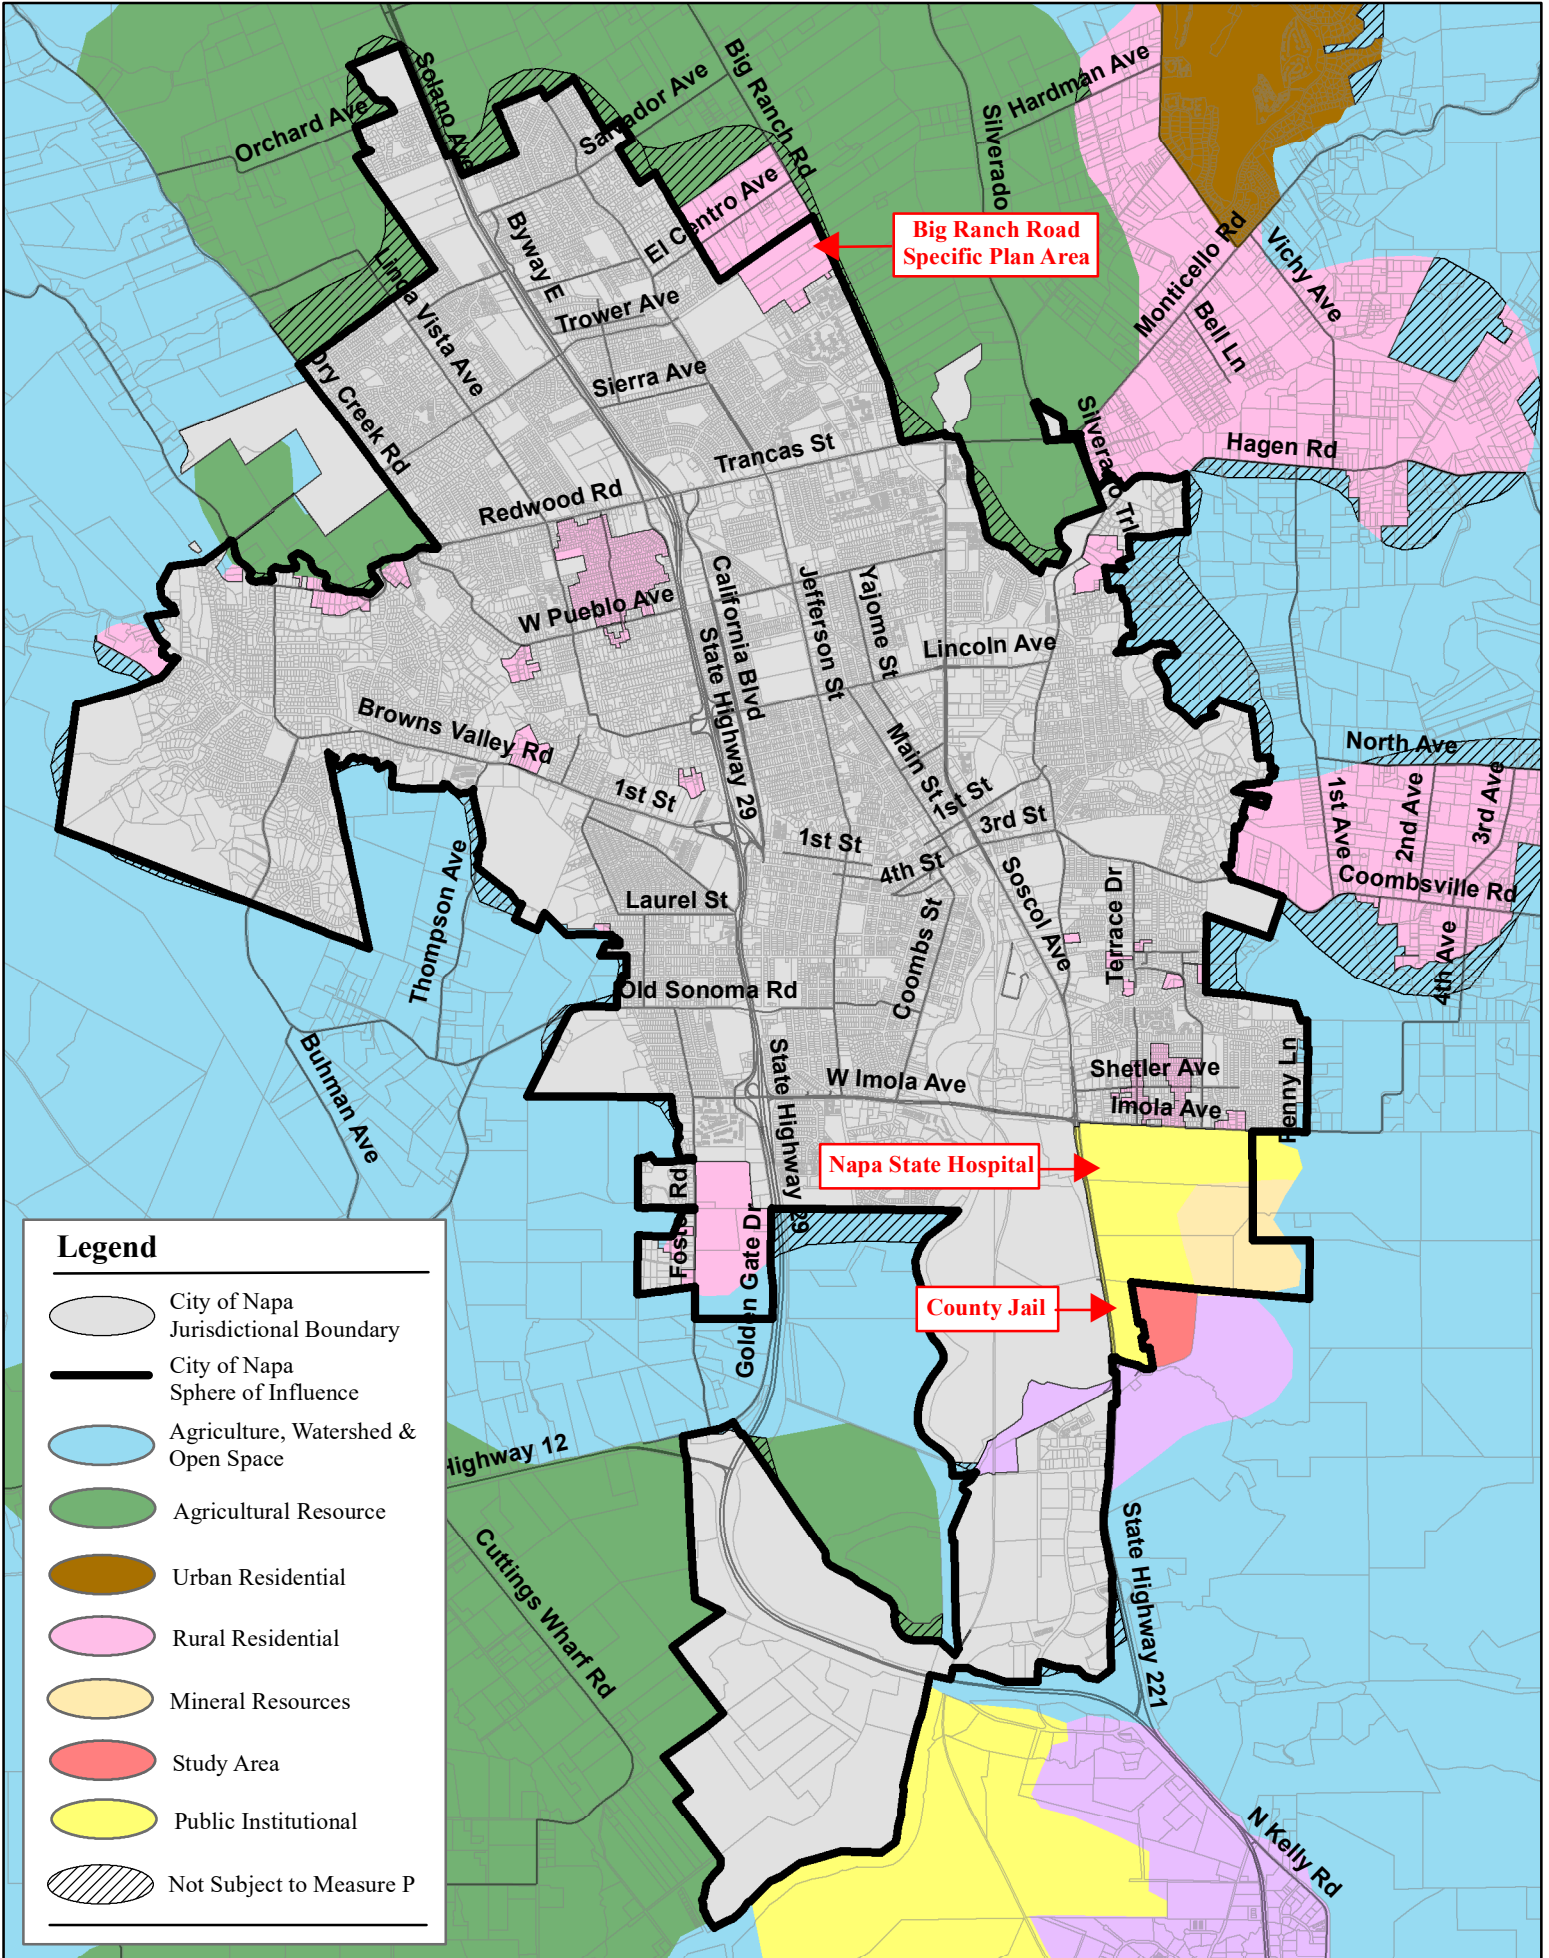 Solano Ave
Orchard Ave
Salvador Ave
Big Ranch Rd
Silverado
Hardman Ave
Byway E
El Centro Ave
Big Ranch Road
Specific Plan Area
Monticello Rd
Vichy Ave
Bell Ln
Linda Vista Ave
Trower Ave
Sierra Ave
Dry Creek Rd
Trancas St
Silverado Trl
Hagen Rd
Redwood Rd
W Pueblo Ave
California Blvd
State Highway 29
Jefferson St
Yajome St
Lincoln Ave
Browns Valley Rd
Main St
North Ave
1st St
1st St
1st St
3rd St
4th St
1st Ave
2nd Ave
3rd Ave
Coombsville Rd
4th Ave
Thompson Ave
Laurel St
Coombs St
Soscol Ave
Terrace Dr
Old Sonoma Rd
Buhman Ave
State Highway 29
W Imola Ave
Shetler Ave
Imola Ave
Penny Ln
Napa State Hospital
Foster Rd
Golden Gate Dr
County Jail
Highway 12
Cuttings Wharf Rd
State Highway 221
N Kelly Rd
Legend
City of Napa
Jurisdictional Boundary
City of Napa
Sphere of Influence
Agriculture, Watershed &
Open Space
Agricultural Resource
Urban Residential
Rural Residential
Mineral Resources
Study Area
Public Institutional
Not Subject to Measure P